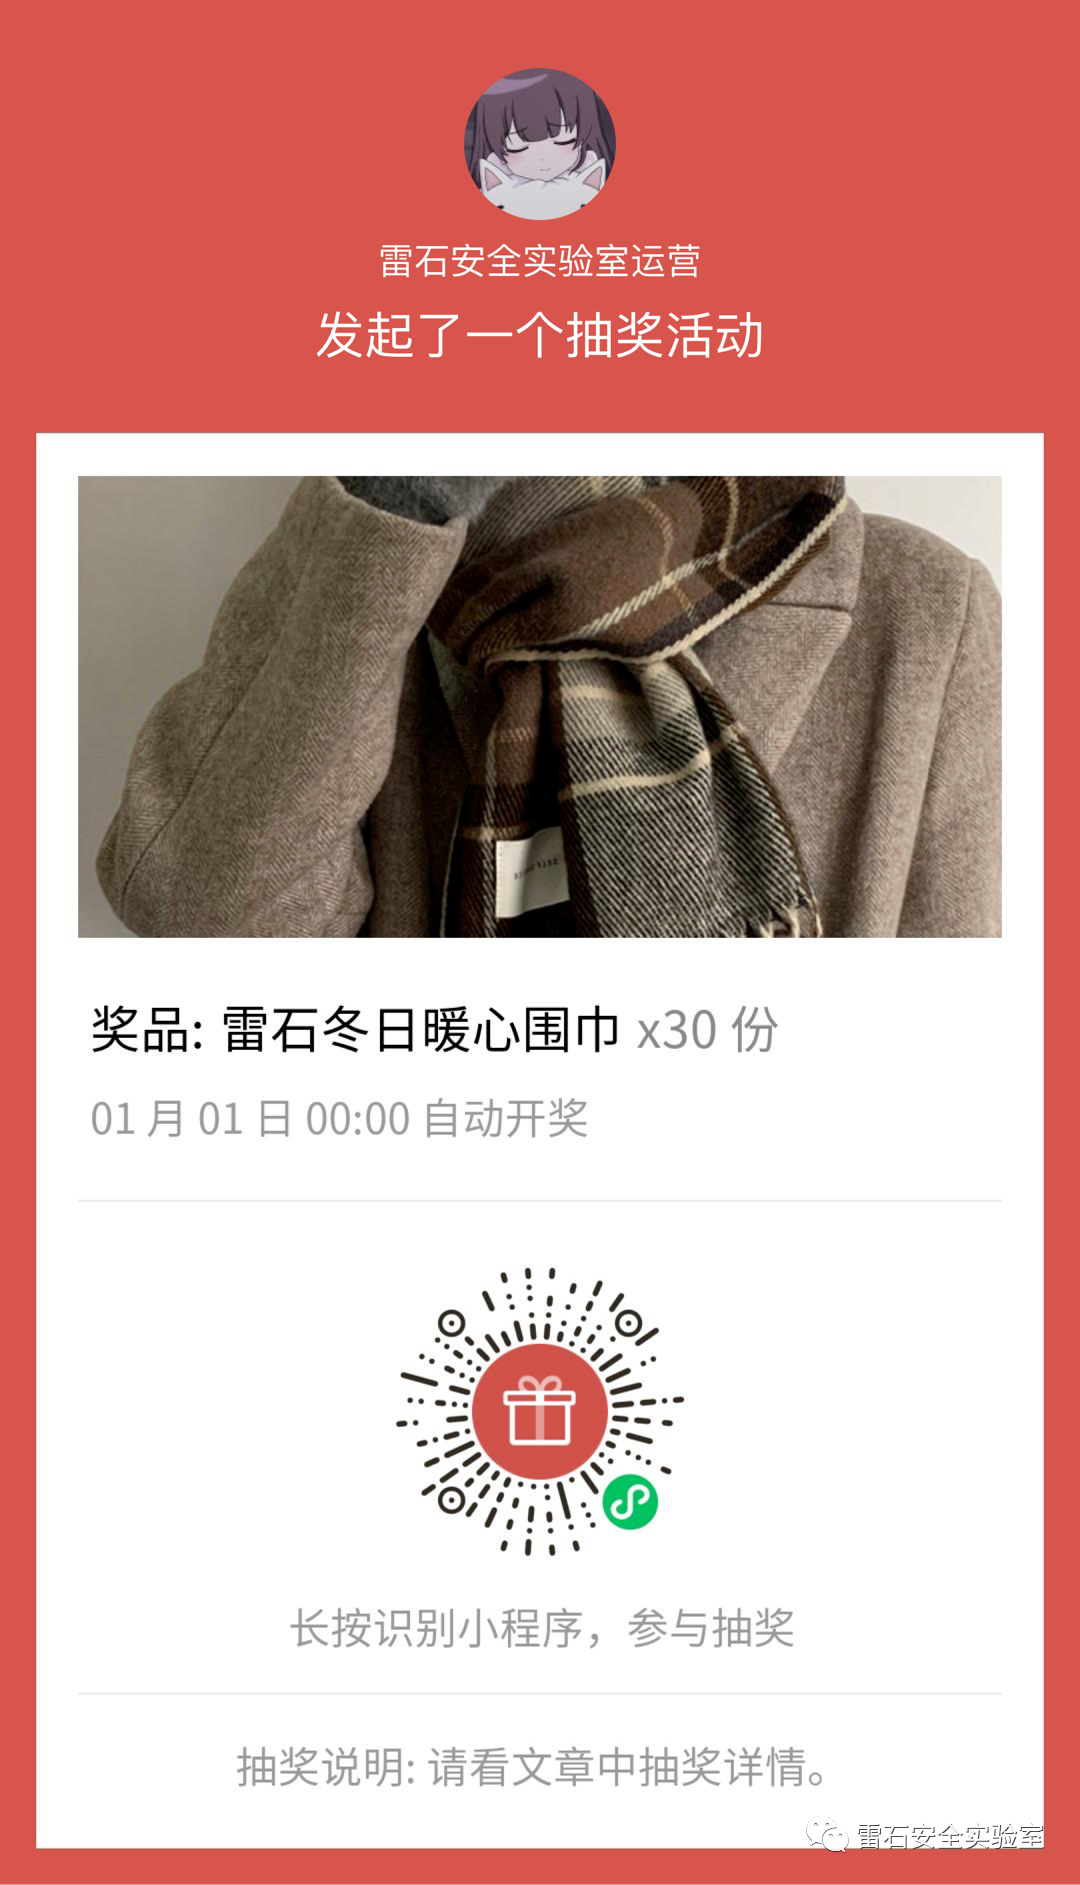 雷石安全实验室运营
发起了一个抽奖活动
奖品: 雷石冬日暖心围巾 x30 份
01 月 01 日 00:00 自动开奖
长按识别小程序，参与抽奖
抽奖说明: 请看文章中抽奖详情。
雷石安全实验室